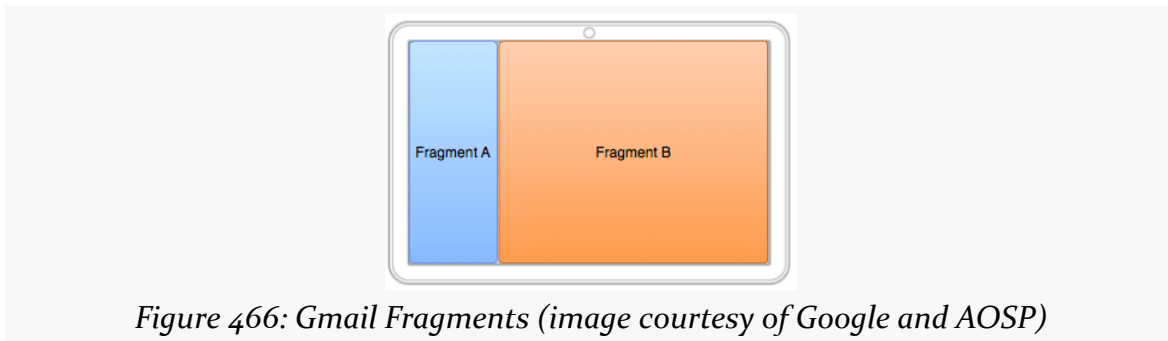 Fragment A Fragment B
Figure 466: Gmail Fragments (image courtesy of Google and AOSP)